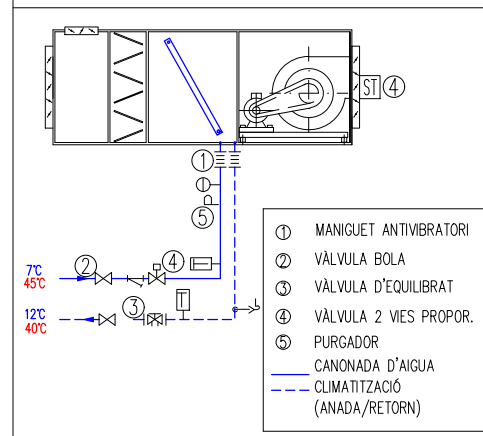 ST ④
①
⑤
② ④
7°C
45°C
③ T
12°C
40°C
① MANIGUET ANTIVIBRATORI
② VÀLVULA BOLA
③ VÀLVULA D'EQUILIBRAT
④ VÀLVULA 2 VIES PROPOR.
⑤ PURGADOR
CANONADA D'AIGUA
CLIMATITZACIÓ
(ANADA/RETORN)